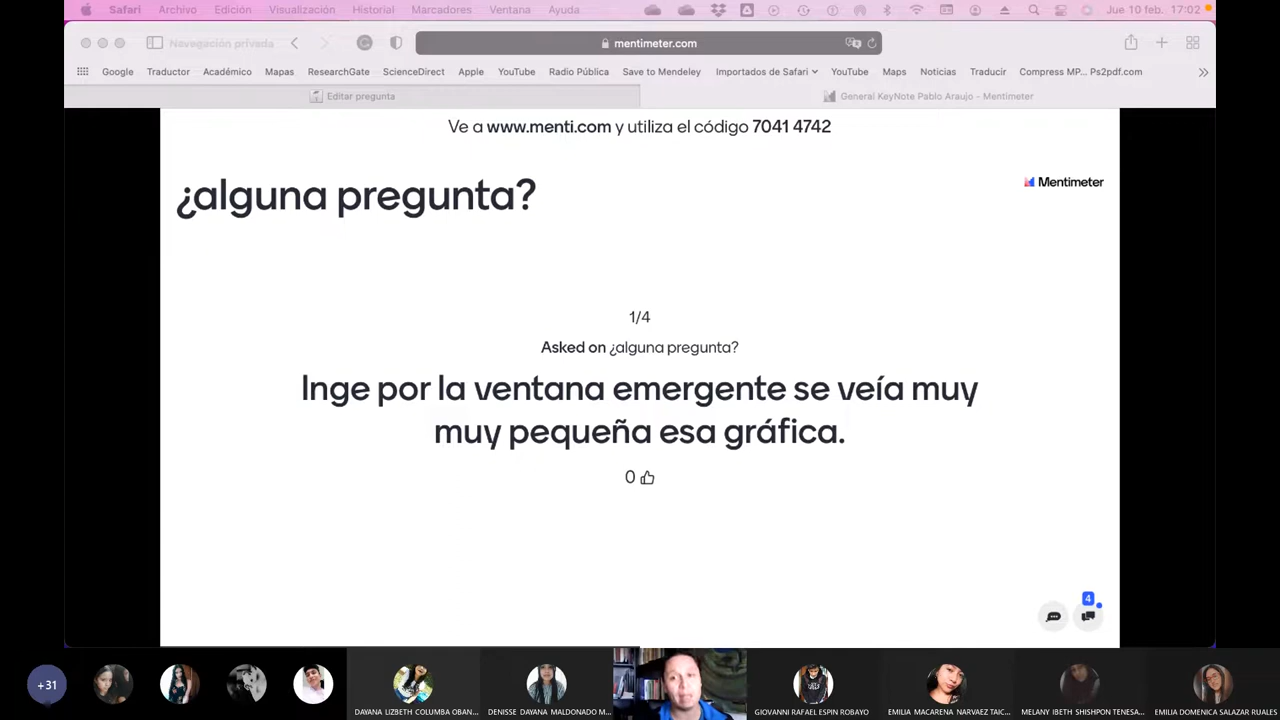 Safari Archivo Edición Visualización Historial Marcadores Ventana Ayuda Jue 10 feb. 17:02
Navegación privada mentimeter.com
Google Traductor Académico Mapas ResearchGate ScienceDirect Apple YouTube Radio Pública Save to Mendeley Importados de Safari YouTube Maps Noticias Traducir Compress MP... Ps2pdf.com
Editar pregunta General KeyNote Pablo Araujo - Mentimeter
Ve a www.menti.com y utiliza el código 7041 4742
¿alguna pregunta?
Mentimeter
1/4
Asked on ¿alguna pregunta?
Inge por la ventana emergente se veía muy
muy pequeña esa gráfica.
0
4
+31
DAYANA LIZBETH COLUMBA OBAN... DENISSE DAYANA MALDONADO M... GIOVANNI RAFAEL ESPIN ROBAYO EMILIA MACARENA NARVAEZ TAIC... MELANY IBETH SHISHPON TENESA... EMILIA DOMENICA SALAZAR RUALES